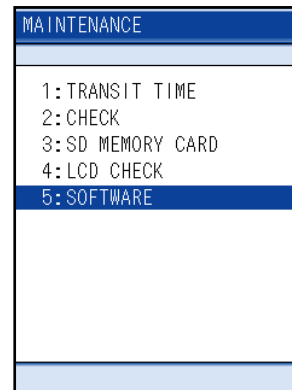 MAINTENANCE
1:TRANSIT TIME
2:CHECK
3:SD MEMORY CARD
4:LCD CHECK
5:SOFTWARE